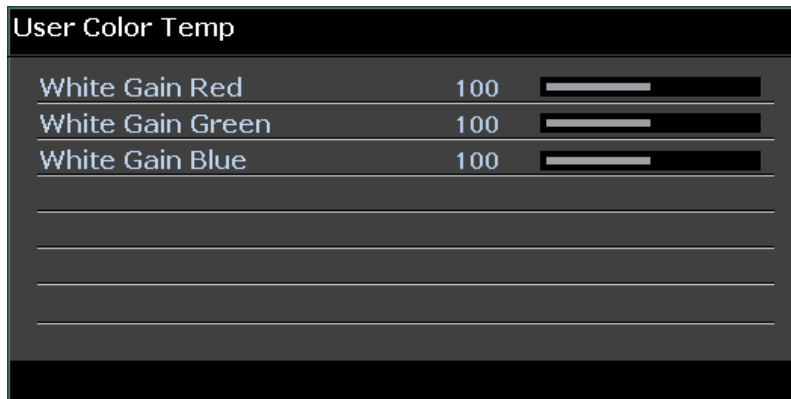 User Color Temp
White Gain Red 100
White Gain Green 100
White Gain Blue 100